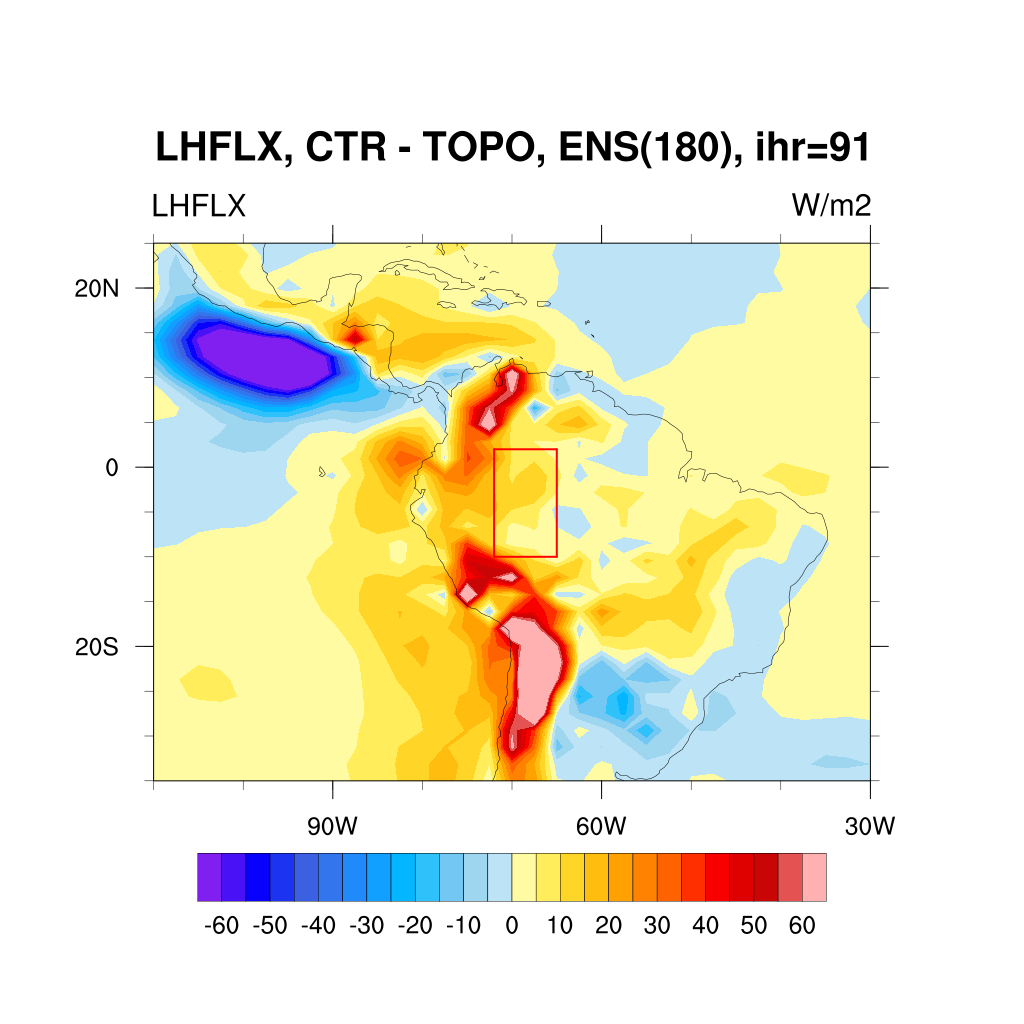 LHFLX, CTR - TOPO, ENS(180), ihr=91
LHFLX W/m2
20N
0
20S
90W 60W 30W
-60 -50 -40 -30 -20 -10 0 10 20 30 40 50 60